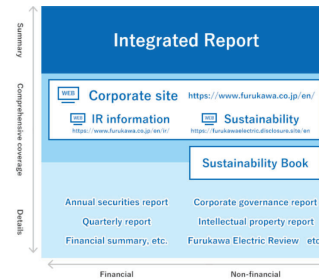 Summary
Integrated Report
Comprehensive coverage
WEB Corporate site https://www.furukawa.co.jp/en/
WEB IR information
https://www.furukawa.co.jp/en/ir/
WEB Sustainability
https://furukawaelectric.disclosure.site/en
Sustainability Book
Details
Annual securities report
Quarterly report
Financial summary, etc.
Corporate governance report
Intellectual property report
Furukawa Electric Review etc
Financial
Non-financial